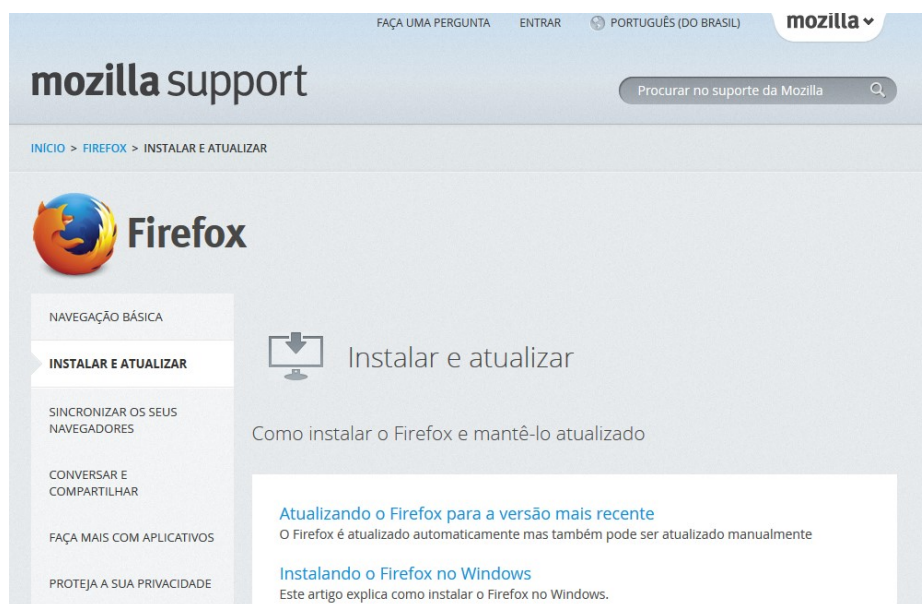 FAÇA UMA PERGUNTA ENTRAR PORTUGUÊS (DO BRASIL) mozilla
mozilla support
Procurar no suporte da Mozilla
INÍCIO > FIREFOX > INSTALAR E ATUALIZAR
Firefox
NAVEGAÇÃO BÁSICA
INSTALAR E ATUALIZAR
SINCRONIZAR OS SEUS
NAVEGADORES
CONVERSAR E
COMPARTILHAR
FAÇA MAIS COM APLICATIVOS
PROTEJA A SUA PRIVACIDADE
Instalar e atualizar
Como instalar o Firefox e mantê-lo atualizado
Atualizando o Firefox para a versão mais recente
O Firefox é atualizado automaticamente mas também pode ser atualizado manualmente
Instalando o Firefox no Windows
Este artigo explica como instalar o Firefox no Windows.